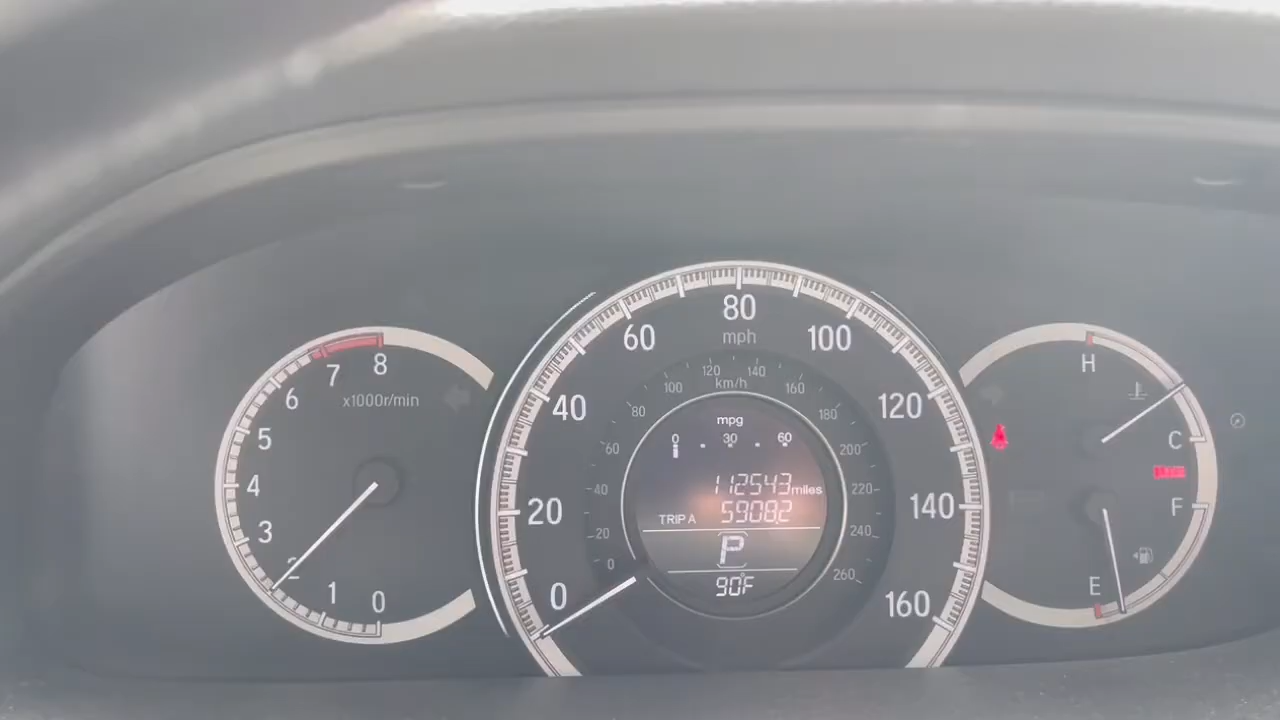 8
7
x1000r/min
6
5
4
3
2
1
0
80
60
100
mph
40
120
20
140
0
160
120
140
100
km/h
160
80
180
60
200
40
220
20
240
0
260
mpg
0 30 60
112543 miles
TRIP A 5908.2
P
90°F
H
C
F
E